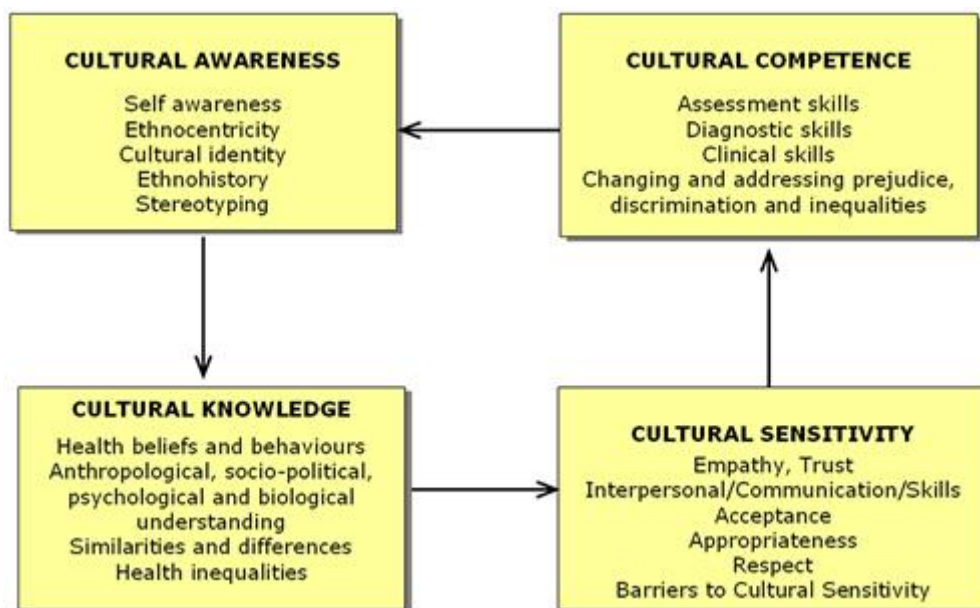 CULTURAL AWARENESS
Self awareness
Ethnocentricity
Cultural identity
Ethnohistory
Stereotyping
CULTURAL COMPETENCE
Assessment skills
Diagnostic skills
Clinical skills
Changing and addressing prejudice,
discrimination and inequalities
CULTURAL KNOWLEDGE
Health beliefs and behaviours
Anthropological, socio-political,
psychological and biological
understanding
Similarities and differences
Health inequalities
CULTURAL SENSITIVITY
Empathy, Trust
Interpersonal/Communication/Skills
Acceptance
Appropriateness
Respect
Barriers to Cultural Sensitivity